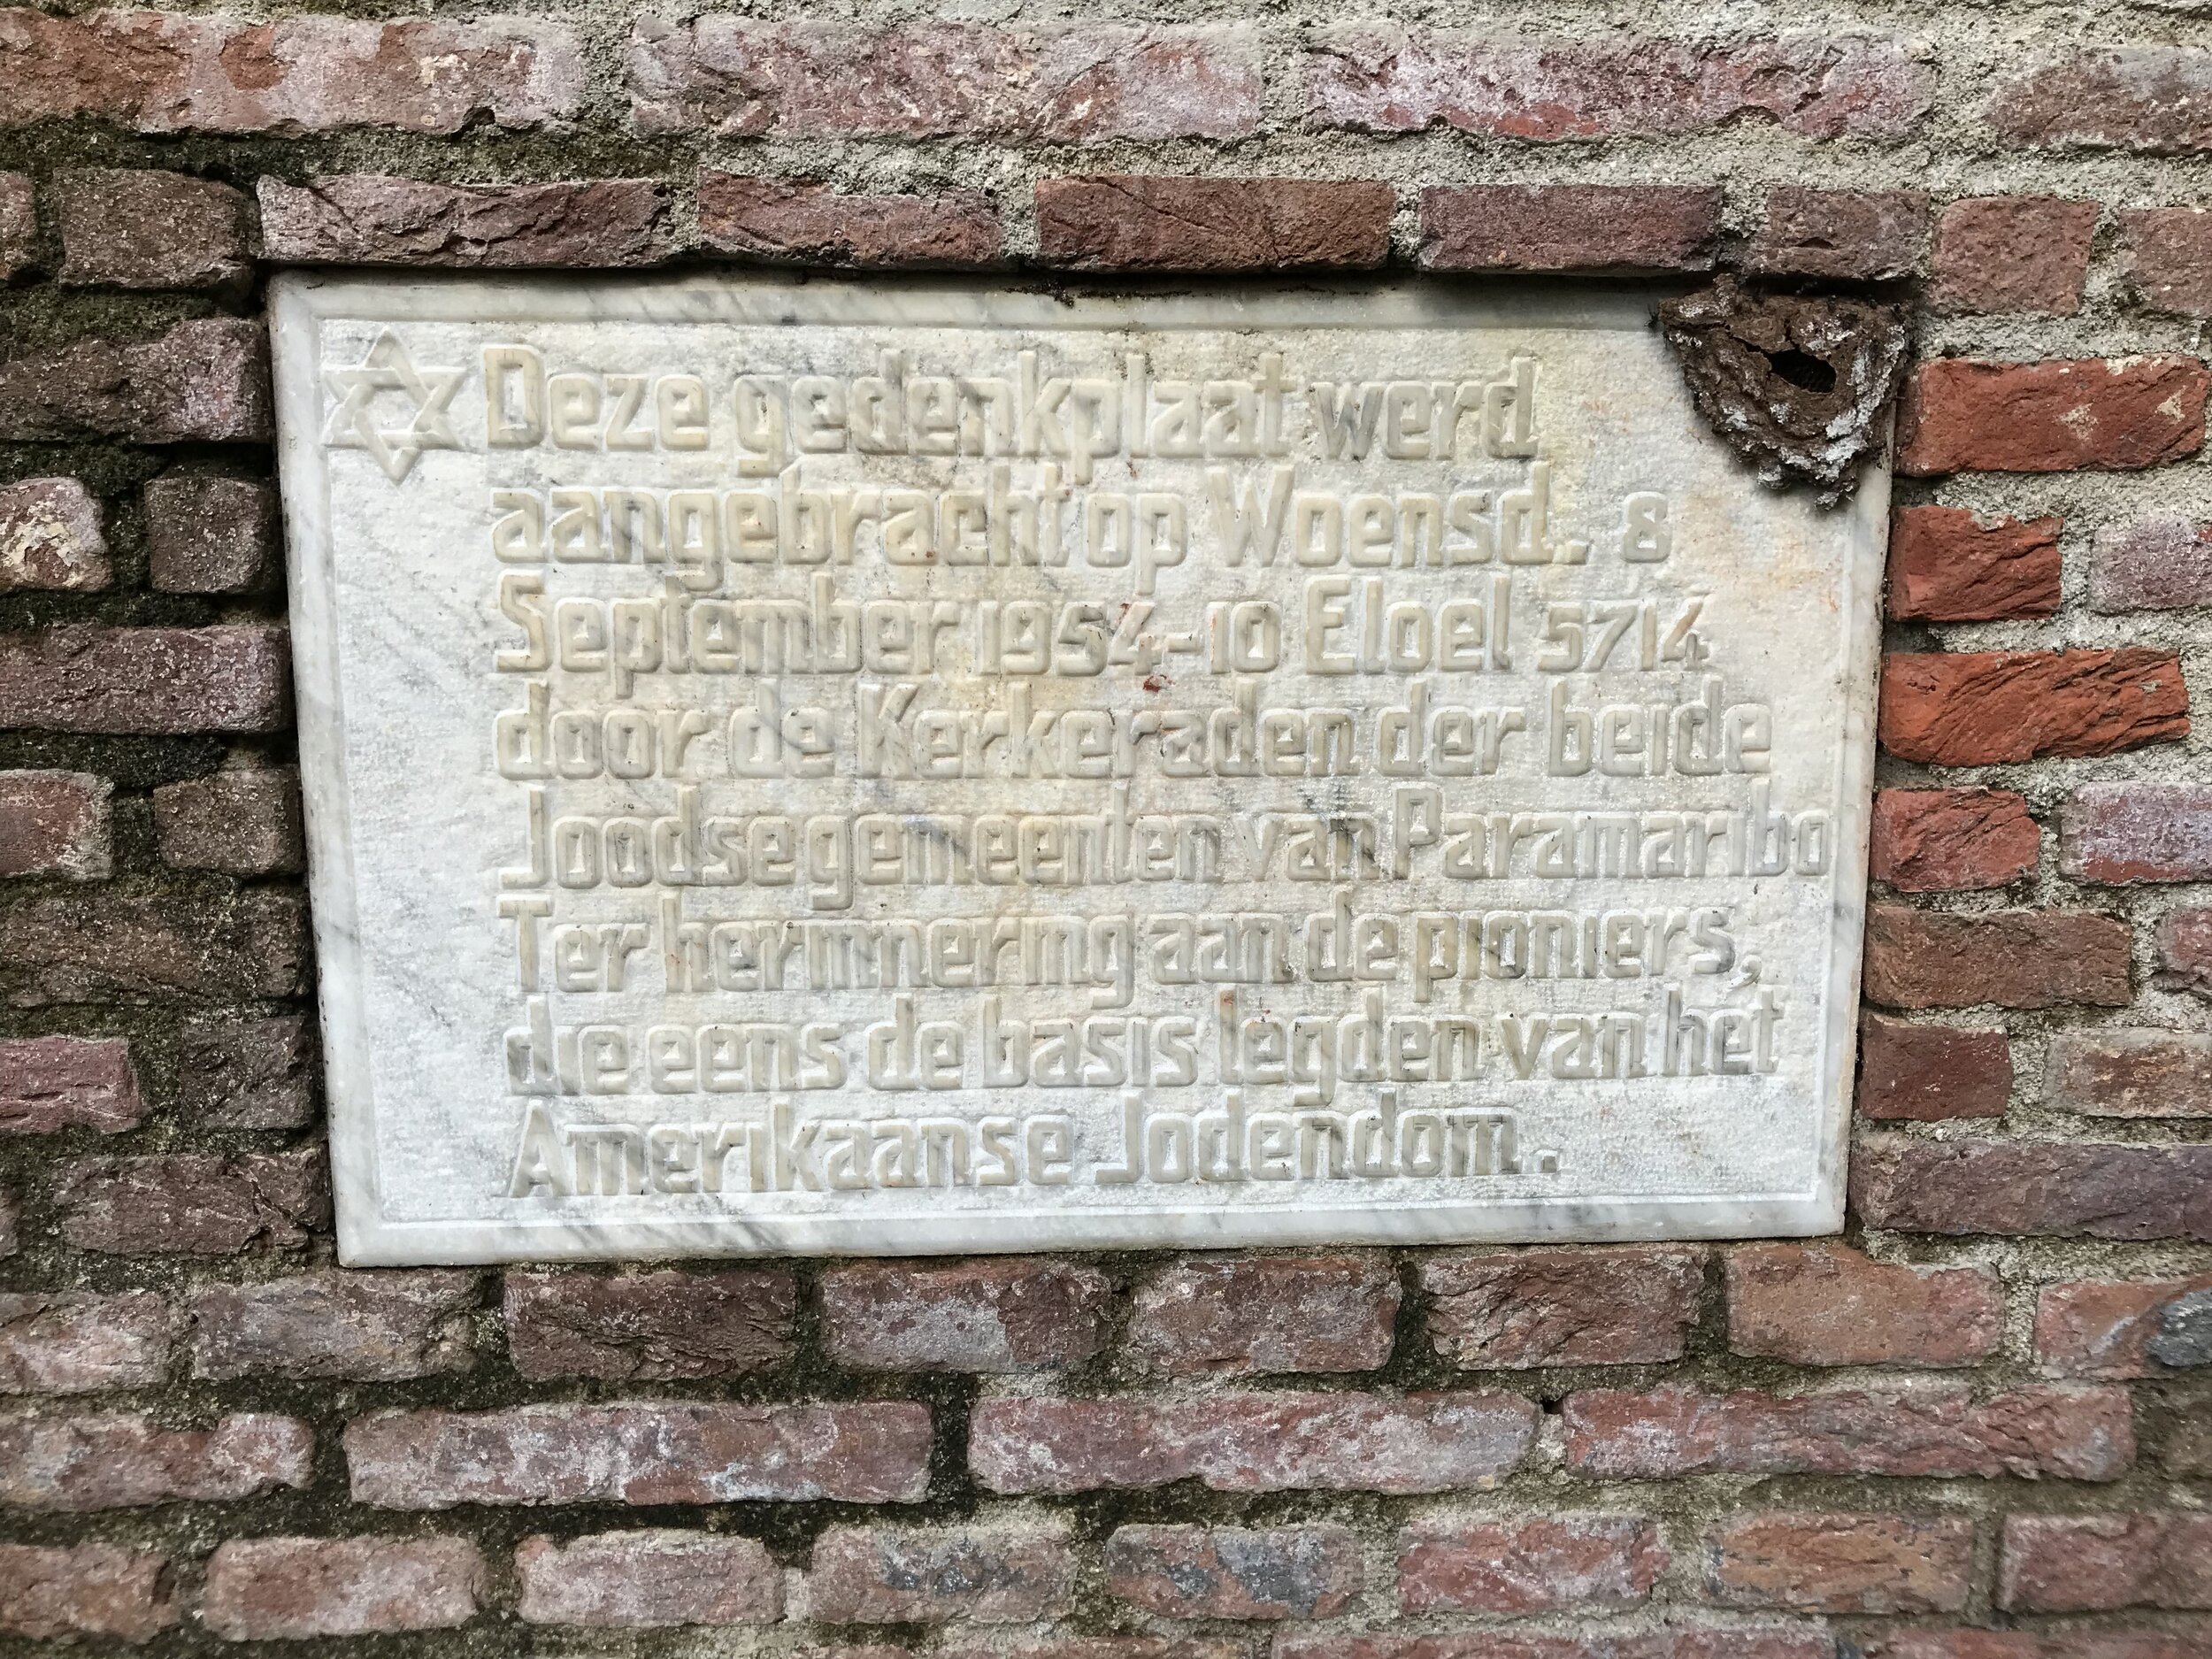 Deze gedenkplaat werd
aangebracht op Woensd. 8
September 1954-10 Eloel 5714
door de Kerkeraden der beide
Joodse gemeenten van Paramaribo
Ter herinnering aan de pioniers,
die eens de basis legden van het
Amerikaanse Jodendom.